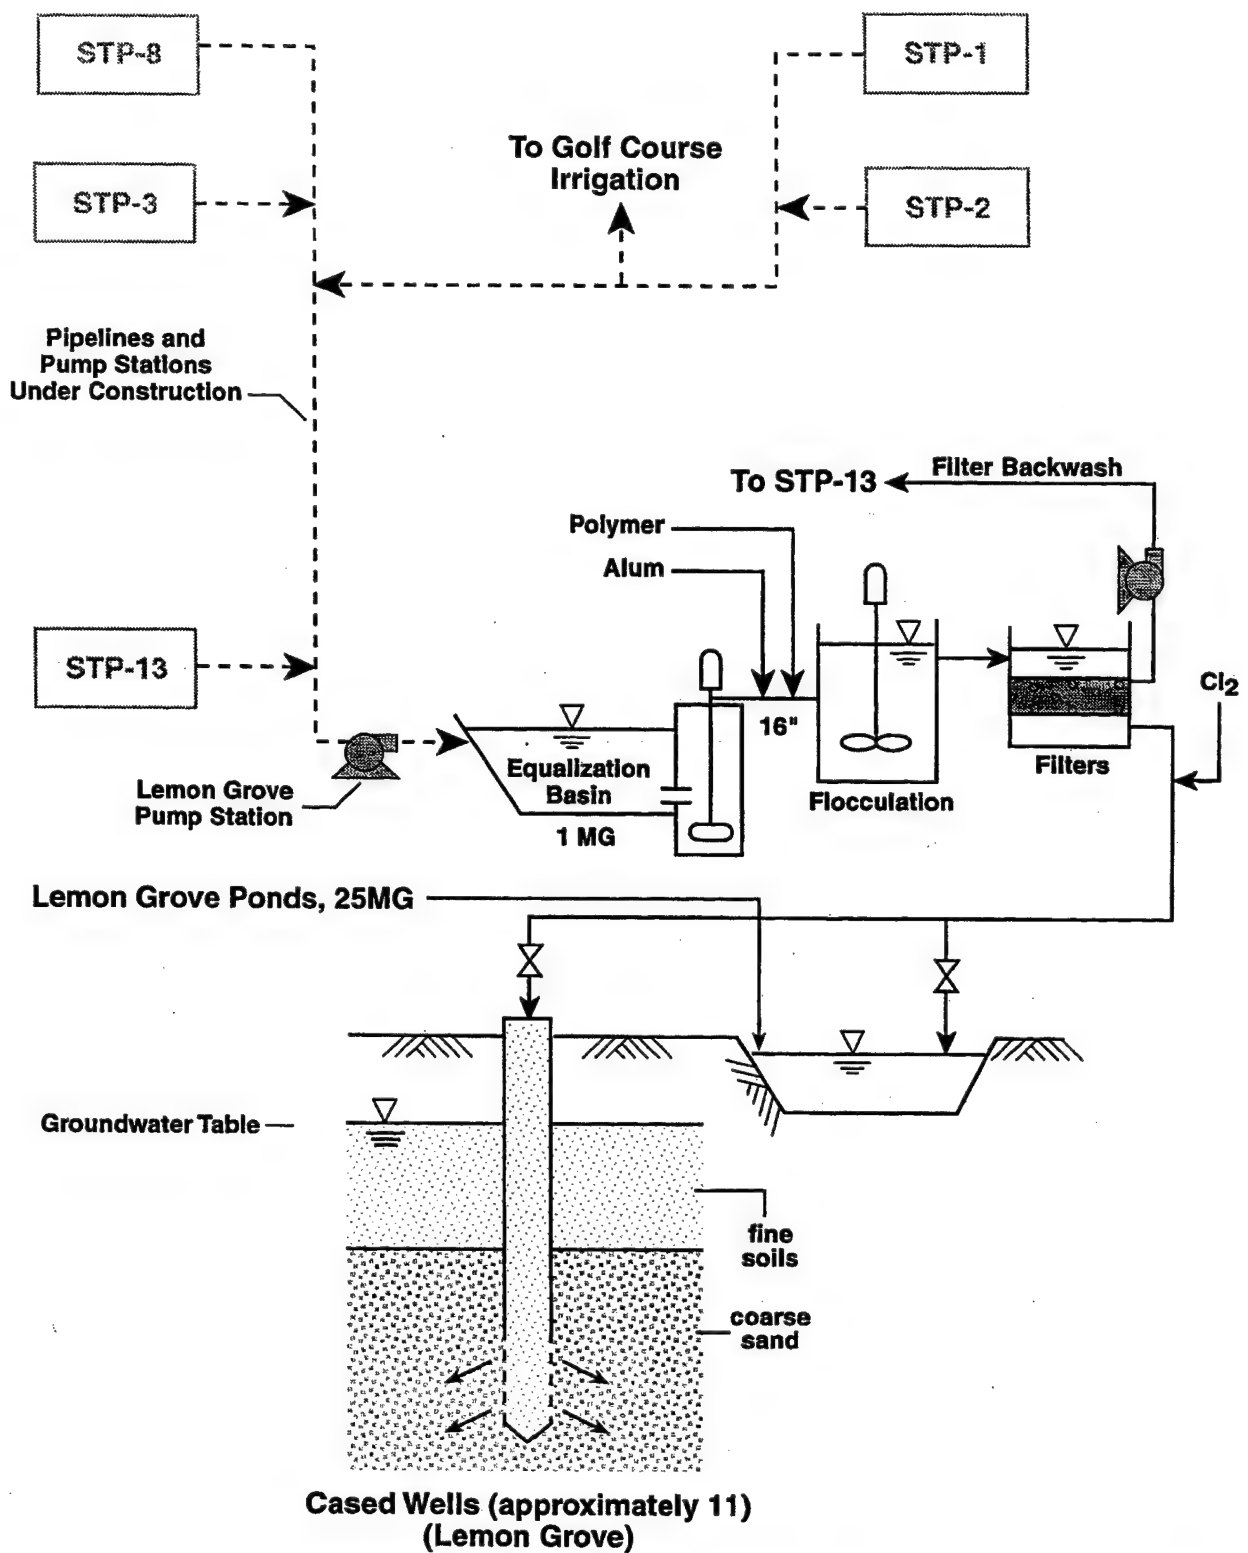 STP-8
STP-1
To Golf Course
Irrigation
STP-3
STP-2
Pipelines and
Pump Stations
Under Construction
To STP-13
Filter Backwash
Polymer
Alum
STP-13
Cl2
16"
Equalization
Basin
Filters
Lemon Grove
Pump Station
Flocculation
1 MG
Lemon Grove Ponds, 25MG
Groundwater Table
fine
soils
coarse
sand
Cased Wells (approximately 11)
(Lemon Grove)